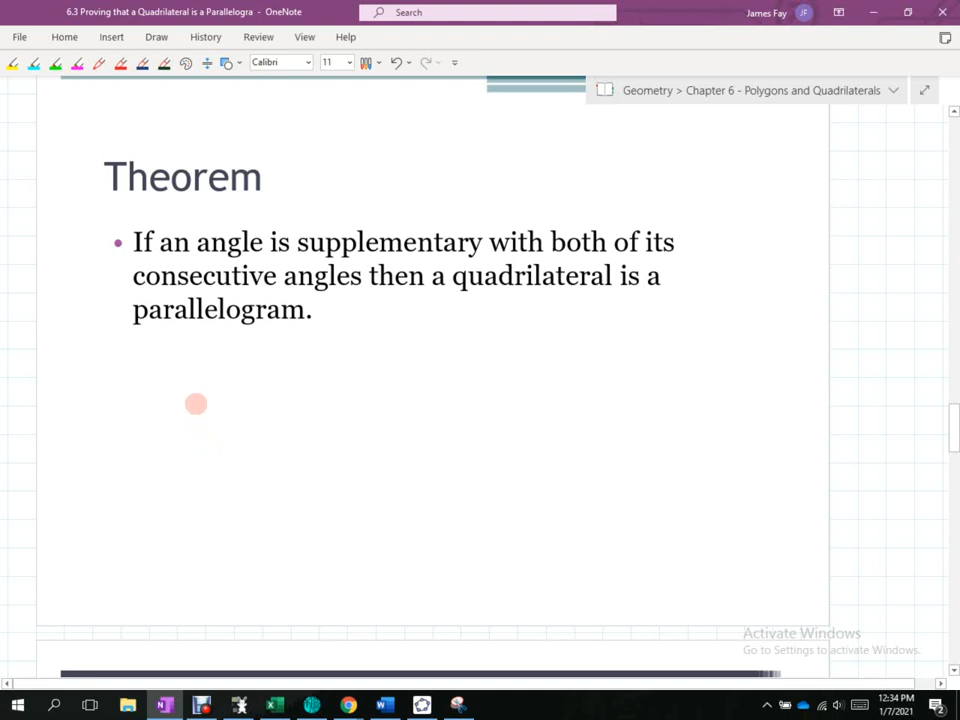 6.3 Proving that a Quadrilateral is a Parallelogra - OneNote
Search
James Fay
JF
File Home Insert Draw History Review View Help
Calibri 11
Geometry > Chapter 6 - Polygons and Quadrilaterals
Theorem
• If an angle is supplementary with both of its
consecutive angles then a quadrilateral is a
parallelogram.
Activate Windows
Go to Settings to activate Windows.
12:34 PM
1/7/2021
2